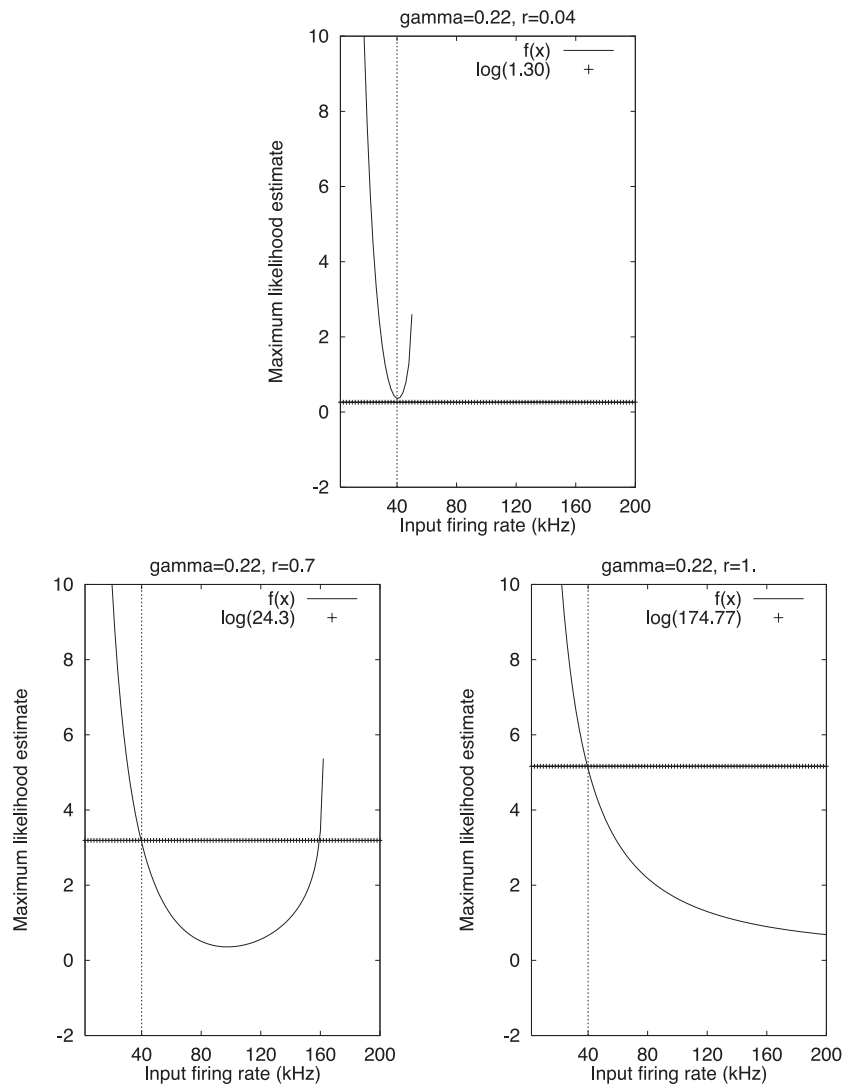 gamma=0.22, r=0.04
10
8
6
4
2
0
-2
Maximum likelihood estimate
f(x)
log(1.30)
40 80 120 160 200
Input firing rate (kHz)
gamma=0.22, r=0.7
10
8
6
4
2
0
-2
Maximum likelihood estimate
f(x)
log(24.3)
40 80 120 160 200
Input firing rate (kHz)
gamma=0.22, r=1.
10
8
6
4
2
0
-2
Maximum likelihood estimate
f(x)
log(174.77)
40 80 120 160 200
Input firing rate (kHz)